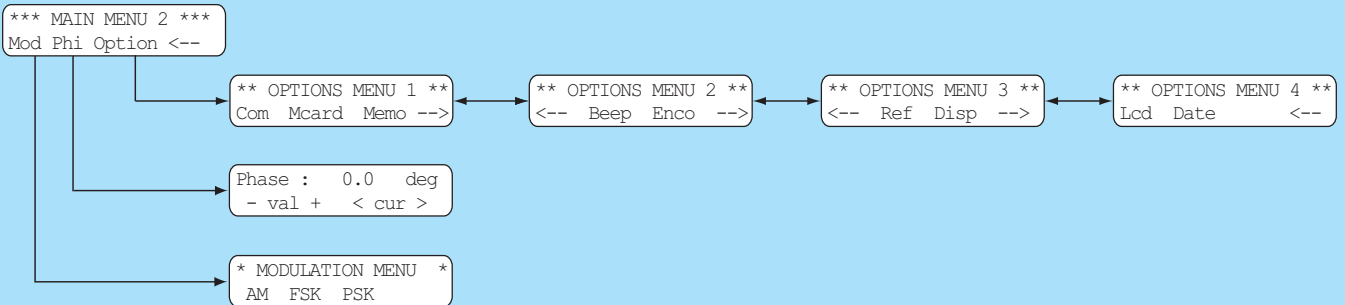 *** MAIN MENU 2 ***
Mod Phi Option <--
** OPTIONS MENU 1 **
Com Mcard Memo -->
** OPTIONS MENU 2 **
<-- Beep Enco -->
** OPTIONS MENU 3 **
<-- Ref Disp -->
** OPTIONS MENU 4 **
Lcd Date <--
Phase : 0.0 deg
- val + < cur >
* MODULATION MENU *
AM FSK PSK